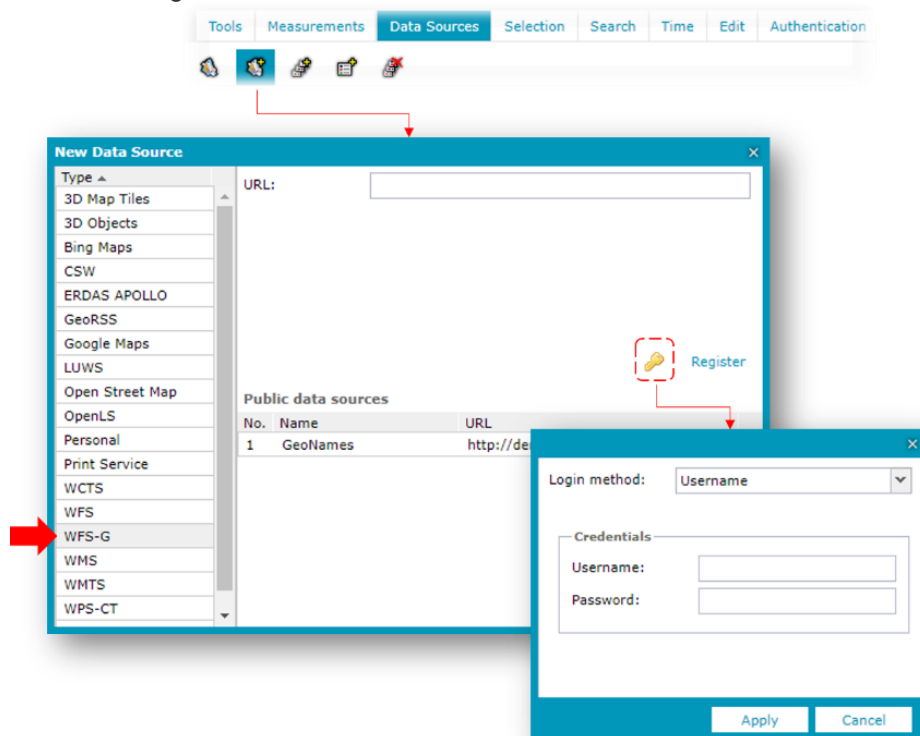 Tools Measurements Data Sources Selection Search Time Edit Authentication
New Data Source
Type
URL:
3D Map Tiles
3D Objects
Bing Maps
CSW
ERDAS APOLLO
GeoRSS
Google Maps
LUWS
Open Street Map
OpenLS
Personal
Print Service
WCTS
WFS
WFS-G
WMS
WMTS
WPS-CT
Register
Public data sources
No. Name URL
1 GeoNames http://de
Login method: Username
Credentials
Username:
Password:
Apply Cancel